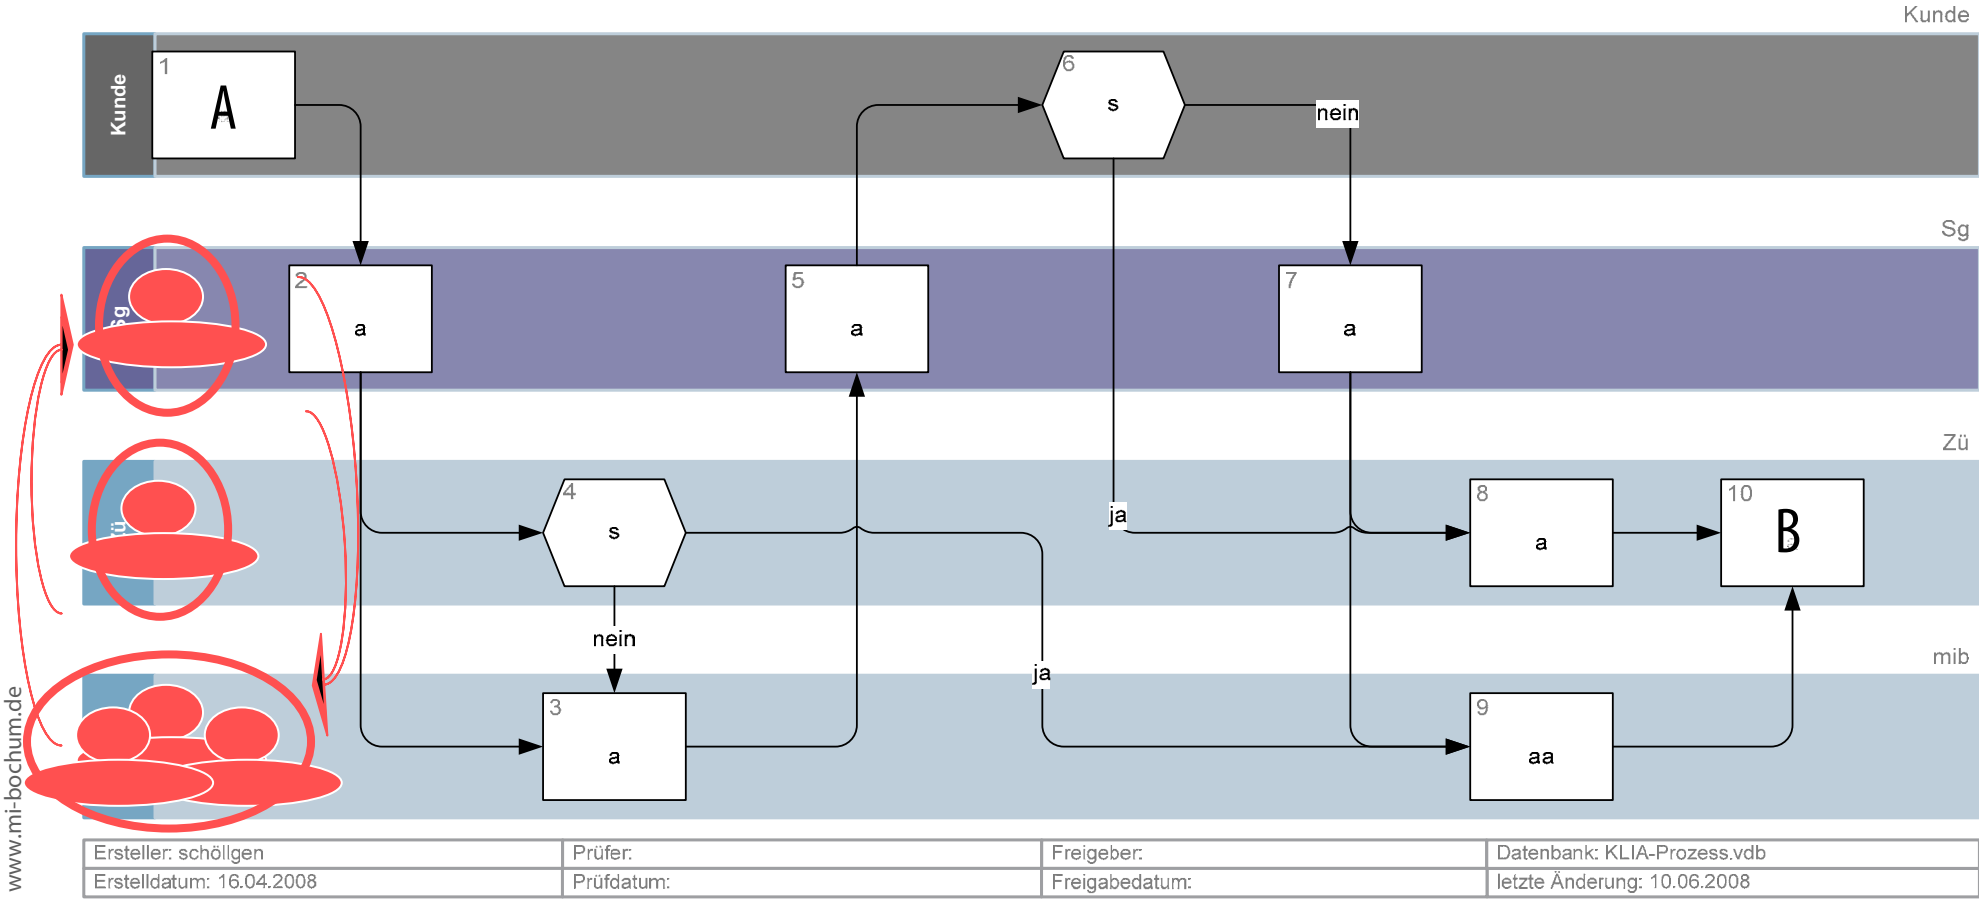 Kunde
Kunde
1
A
6
s
nein
Sg
Sg
2
a
5
a
7
a
Zü
Zü
4
s
ja
8
a
10
B
nein
mib
ja
3
a
9
aa
www.mi-bochum.de
Ersteller: schöllgen
Prüfer:
Freigeber:
Datenbank: KLIA-Prozess.vdb
Erstelldatum: 16.04.2008
Prüfdatum:
Freigabedatum:
letzte Änderung: 10.06.2008